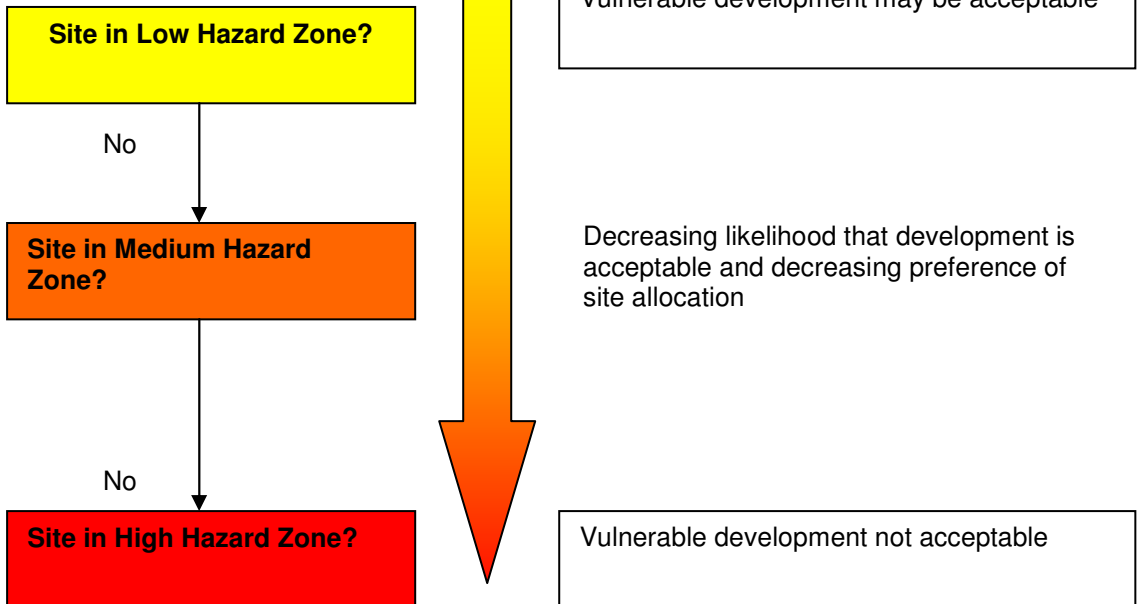 Vulnerable development may be acceptable
Site in Low Hazard Zone?
No
Site in Medium Hazard
Zone?
Decreasing likelihood that development is
acceptable and decreasing preference of
site allocation
No
Site in High Hazard Zone?
Vulnerable development not acceptable